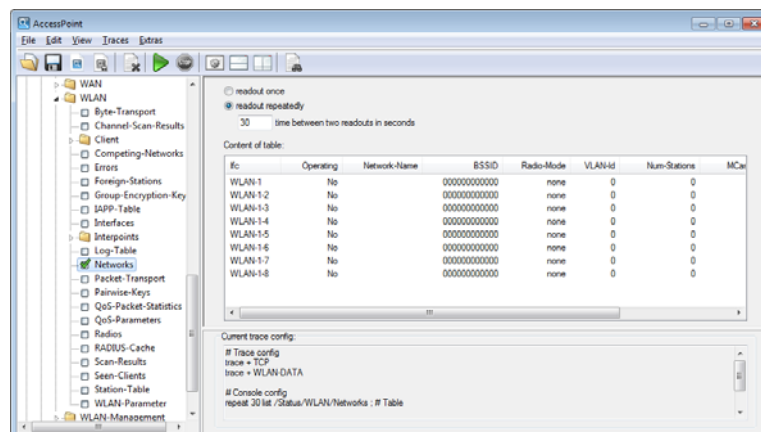 AccessPoint
File Edit View Traces Extras
WAN
WLAN
Byte-Transport
Channel-Scan-Results
Client
Competing-Networks
Errors
Foreign-Stations
Group-Encryption-Key
IAPP-Table
Interfaces
Interpoints
Log-Table
Networks
Packet-Transport
Pairwise-Keys
QoS-Packet-Statistics
QoS-Parameters
Radios
RADIUS-Cache
Scan-Results
Seen-Clients
Station-Table
WLAN-Parameter
WLAN-Management
readout once
readout repeatedly
30 time between two readouts in seconds
Content of table:
Ifc Operating Network-Name BSSID Radio-Mode VLAN-Id Num-Stations MCa
WLAN-1 No 000000000000 none 0 0
WLAN-1-2 No 000000000000 none 0 0
WLAN-1-3 No 000000000000 none 0 0
WLAN-1-4 No 000000000000 none 0 0
WLAN-1-5 No 000000000000 none 0 0
WLAN-1-6 No 000000000000 none 0 0
WLAN-1-7 No 000000000000 none 0 0
WLAN-1-8 No 000000000000 none 0 0
Current trace config:
# Trace config
trace + TCP
trace + WLAN-DATA
# Console config
repeat 30 list /Status/WLAN/Networks ; # Table